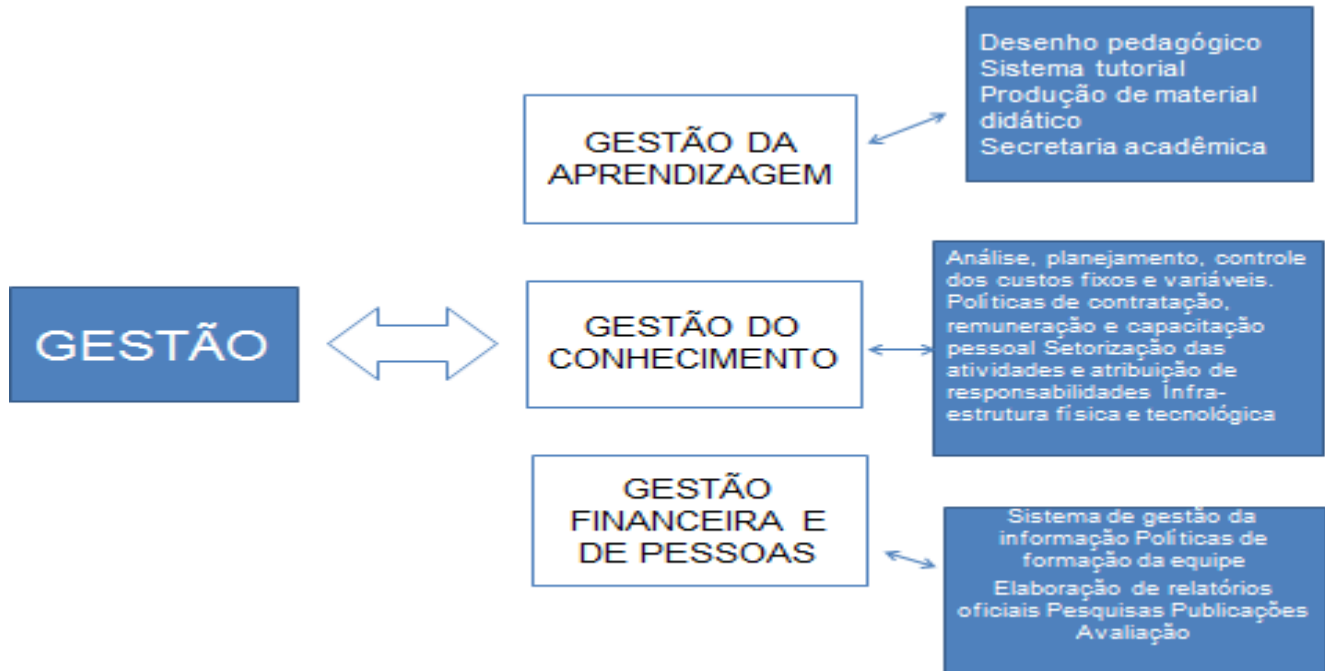 GESTÃO
GESTÃO DA
APRENDIZAGEM
Desenho pedagógico
Sistema tutorial
Produção de material
didático
Secretaria acadêmica
GESTÃO DO
CONHECIMENTO
Análise, planejamento, controle
dos custos fixos e variáveis.
Políticas de contratação,
remuneração e capacitação
pessoal Setorização das
atividades e atribuição de
responsabilidades Infra-
estrutura física e tecnológica
GESTÃO
FINANCEIRA E
DE PESSOAS
Sistema de gestão da
informação Políticas de
formação da equipe
Elaboração de relatórios
oficiais Pesquisas Publicações
Avaliação